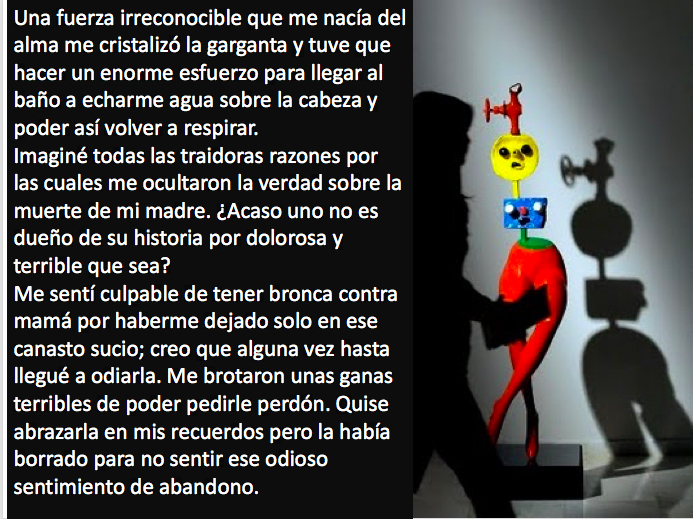 Una fuerza irreconocible que me nacía del
alma me cristalizó la garganta y tuve que
hacer un enorme esfuerzo para llegar al
baño a echarme agua sobre la cabeza y
poder así volver a respirar.
Imaginé todas las traidoras razones por
las cuales me ocultaron la verdad sobre la
muerte de mi madre. ¿Acaso uno no es
dueño de su historia por dolorosa y
terrible que sea?
Me sentí culpable de tener bronca contra
mamá por haberme dejado solo en ese
canasto sucio; creo que alguna vez hasta
llegué a odiarla. Me brotaron unas ganas
terribles de poder pedirle perdón. Quise
abrazarla en mis recuerdos pero la había
borrado para no sentir ese odioso
sentimiento de abandono.